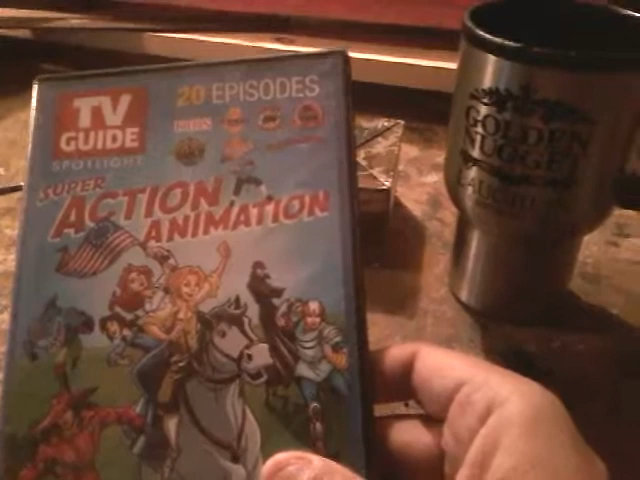 TV
GUIDE
SPOTLIGHT
20 EPISODES
SUPER
ACTION
ANIMATION
GOLDEN
NUGGET